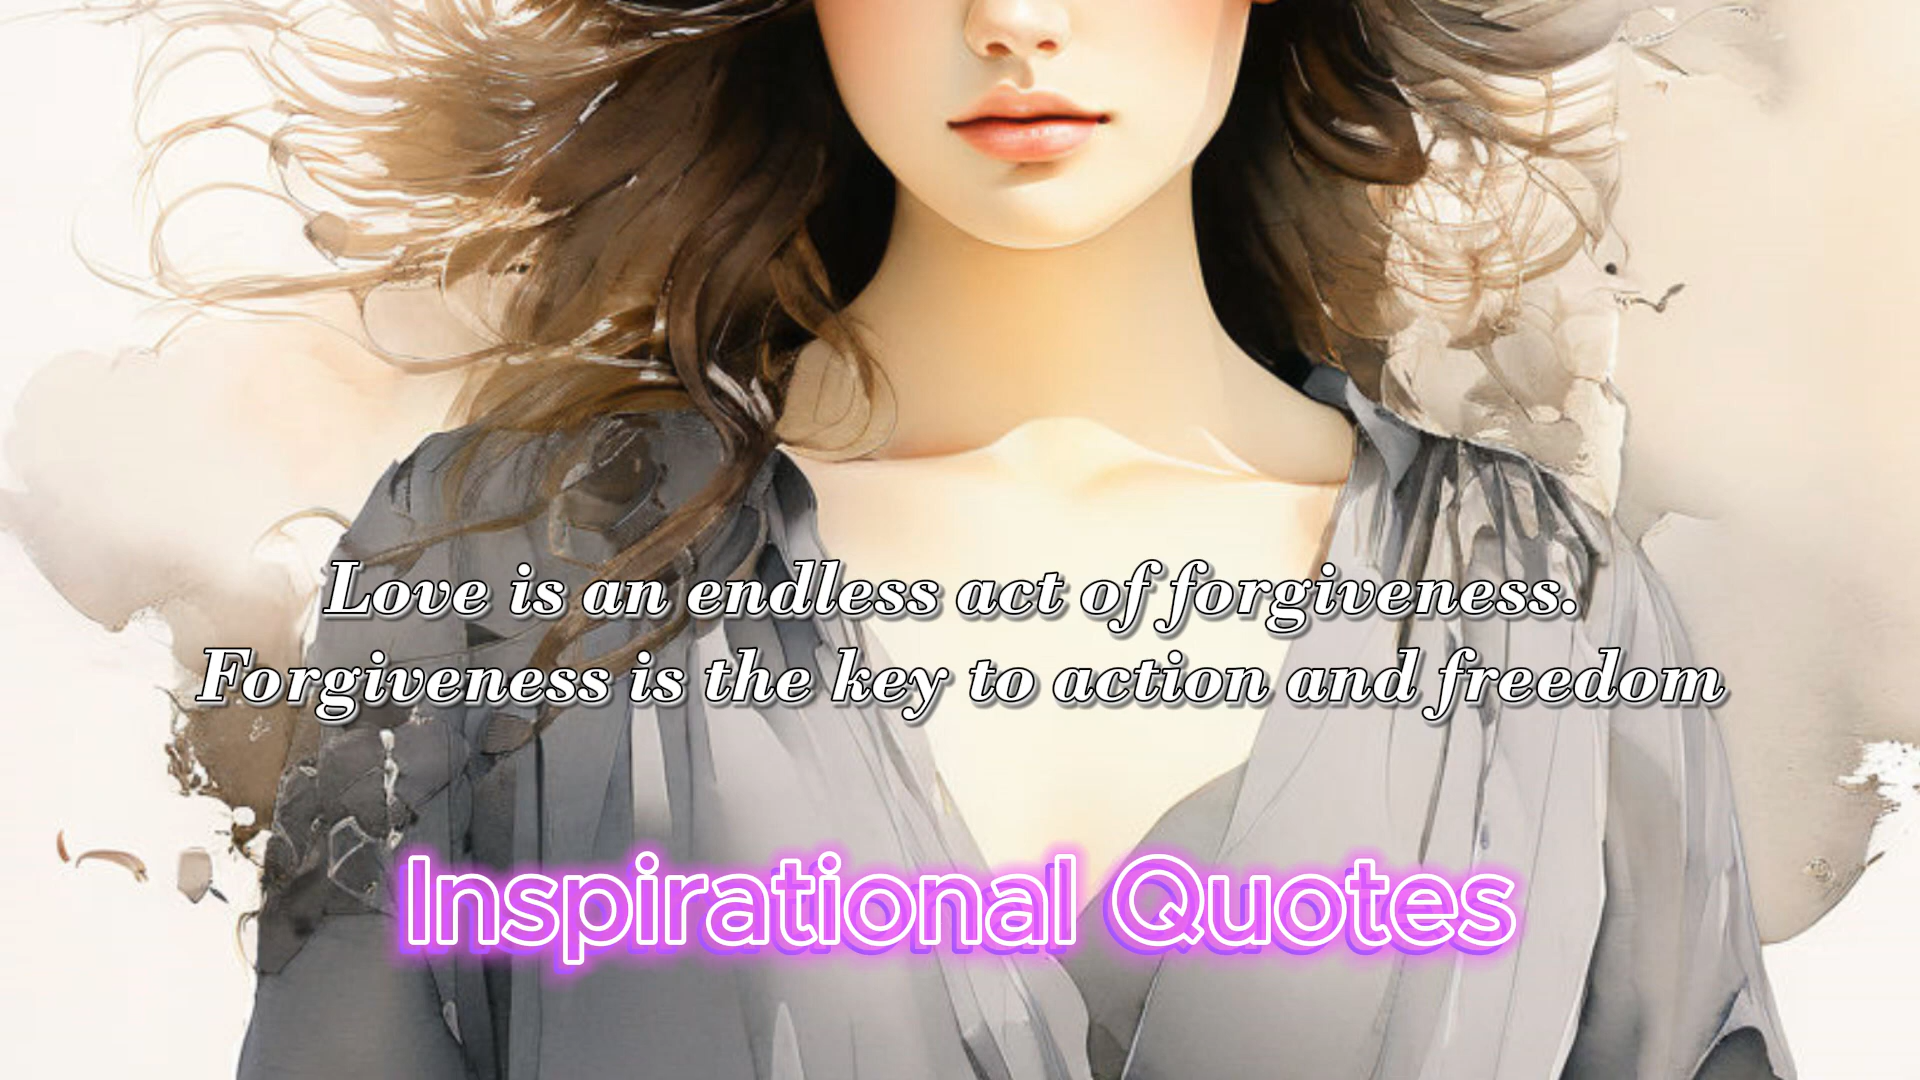 Love is an endless act of forgiveness.
Forgiveness is the key to action and freedom
Inspirational Quotes